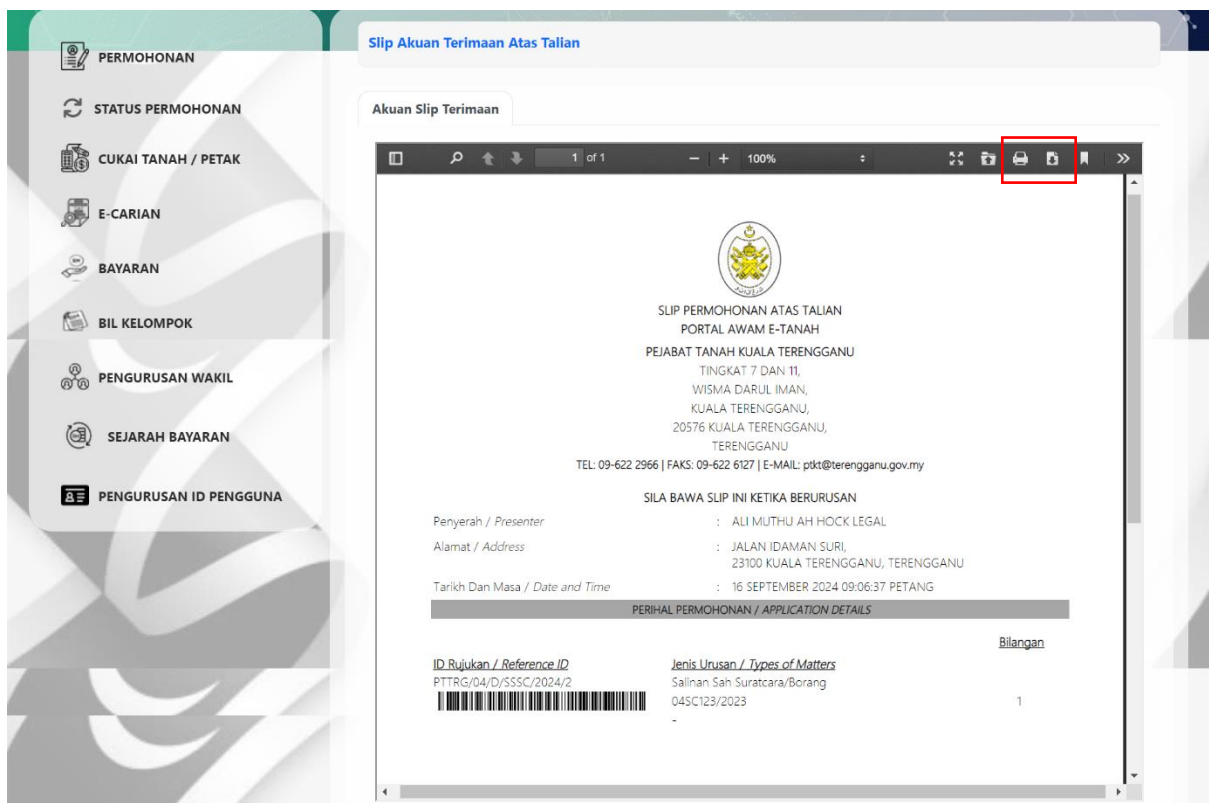 Slip Akuan Terimaan Atas Talian
PERMOHONAN
STATUS PERMOHONAN
CUKAI TANAH / PETAK
E-CARIAN
BAYARAN
BIL KELOMPOK
PENGURUSAN WAKIL
SEJARAH BAYARAN
PENGURUSAN ID PENGGUNA
Akuan Slip Terimaan
1 of 1
100%
SLIP PERMOHONAN ATAS TALIAN
PORTAL AWAM E-TANAH
PEJABAT TANAH KUALA TERENGGANU
TINGKAT 7 DAN 11,
WISMA DARUL IMAN,
KUALA TERENGGANU,
20576 KUALA TERENGGANU,
TERENGGANU
TEL: 09-622 2966 | FAKS: 09-622 6127 | E-MAIL: ptkt@terengganu.gov.my
SILA BAWA SLIP INI KETIKA BERURUSAN
Penyerah / Presenter : ALI MUTHU AH HOCK LEGAL
Alamat / Address : JALAN IDAMAN SURI,
23100 KUALA TERENGGANU, TERENGGANU
Tarikh Dan Masa / Date and Time : 16 SEPTEMBER 2024 09:06:37 PETANG
PERIHAL PERMOHONAN / APPLICATION DETAILS
Bilangan
ID Rujukan / Reference ID Jenis Urusan / Types of Matters
PTTRG/04/D/SSSC/2024/2 Salinan Sah Suratcara/Borang
04SC123/2023 1
-